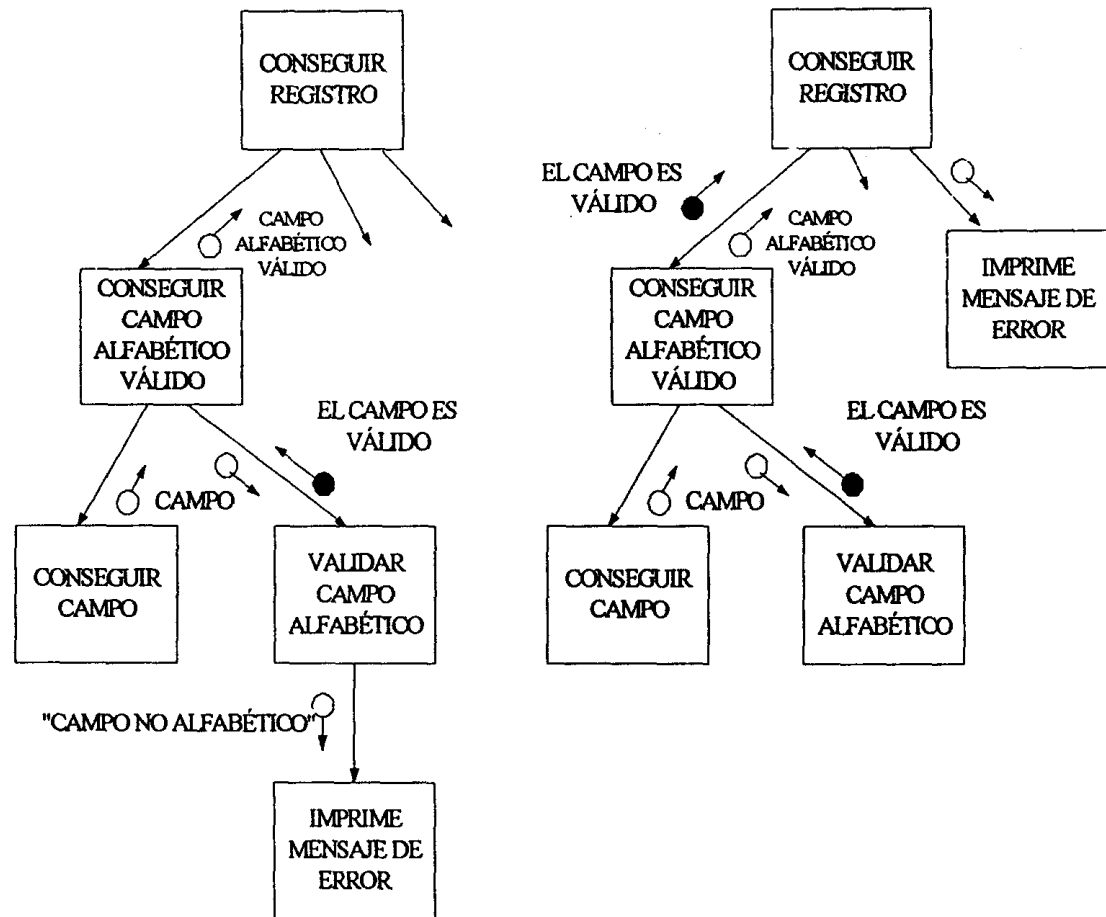 CONSEGUIR
REGISTRO
CAMPO
ALFABÉTICO
VÁLIDO
CONSEGUIR
CAMPO
ALFABÉTICO
VÁLIDO
EL CAMPO ES
VÁLIDO
CAMPO
CONSEGUIR
CAMPO
VALIDAR
CAMPO
ALFABÉTICO
"CAMPO NO ALFABÉTICO"
IMPRIME
MENSAJE DE
ERROR
CONSEGUIR
REGISTRO
EL CAMPO ES
VÁLIDO
CAMPO
ALFABÉTICO
VÁLIDO
IMPRIME
MENSAJE DE
ERROR
CONSEGUIR
CAMPO
ALFABÉTICO
VÁLIDO
EL CAMPO ES
VÁLIDO
CAMPO
CONSEGUIR
CAMPO
VALIDAR
CAMPO
ALFABÉTICO